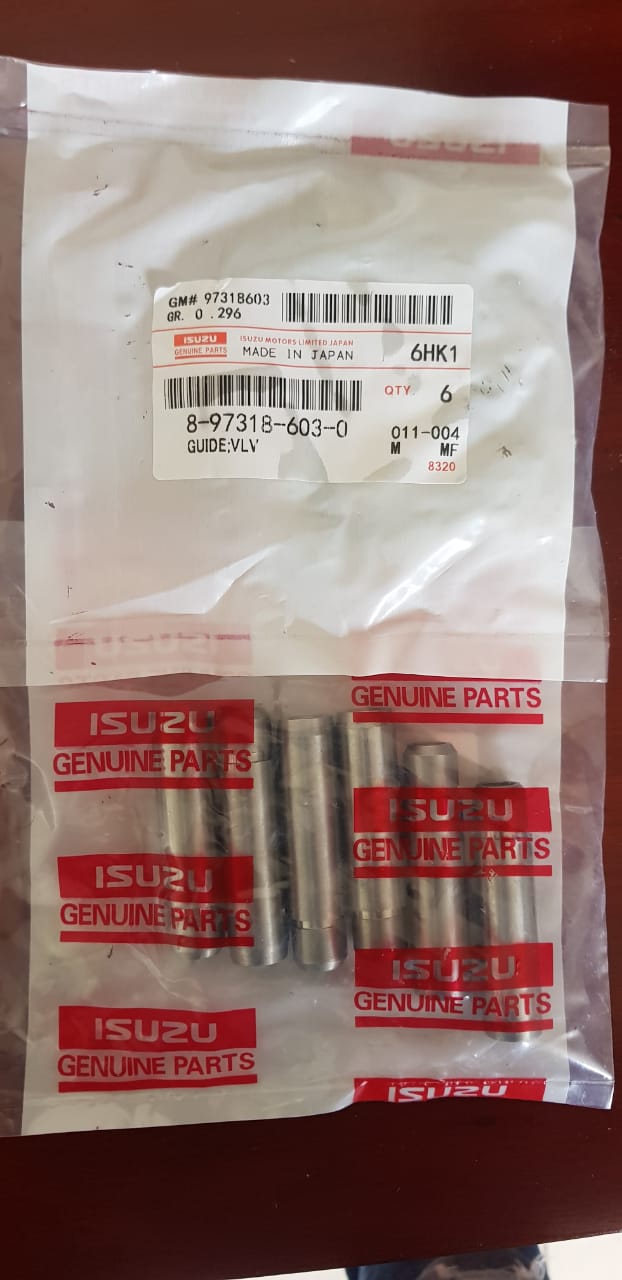 ISUZU
GM# 97318603
GR. 0 .296
ISUZU
GENUINE PARTS
ISUZU MOTORS LIMITED JAPAN
MADE IN JAPAN
6HK1
QTY. 6
8-97318-603-0
GUIDE;VLV
011-004
M MF
8320
ISUZU
GENUINE PARTS
ISUZU
GENUINE PARTS
ISUZU
GENUINE PARTS
ISUZU
GENUINE PARTS
ISUZU
GENUINE PARTS
ISUZU
GENUINE PARTS
ISUZU